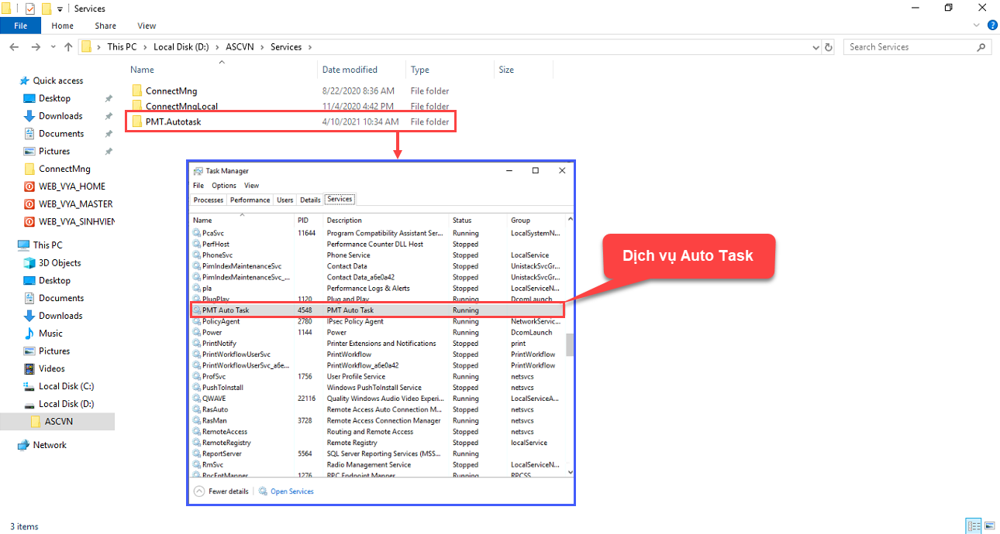 Services
File Home Share View
This PC Local Disk (D:) ASCVN Services
Search Services
Name Date modified Type Size
ConnectMng 8/22/2020 8:36 AM File folder
ConnectMngLocal 11/4/2020 4:42 PM File folder
PMT.Autotask 4/10/2021 10:34 AM File folder
Quick access
Desktop
Downloads
Documents
Pictures
ConnectMng
WEB_VYA_HOME
WEB_VYA_MASTER
WEB_VYA_SINHVIEN
This PC
3D Objects
Desktop
Documents
Downloads
Music
Pictures
Videos
Local Disk (C:)
Local Disk (D:)
ASCVN
Network
Task Manager
File Options View
Processes Performance Users Details Services
Name PID Description Status Group
PcaSvc 11644 Program Compatibility Assistant Ser... Running LocalSystemN...
PerfHost Performance Counter DLL Host Stopped
PhoneSvc Phone Service Stopped LocalService
PimIndexMaintenanceSvc Contact Data Stopped UnistackSvcGr...
PimIndexMaintenanceSvc_... Contact Data_a6e0a42 Stopped UnistackSvcGr...
pla Performance Logs & Alerts Stopped LocalServiceN...
PlugPlay 1120 Plug and Play Running DcomLaunch
PMT Auto Task 4548 PMT Auto Task Running
PolicyAgent 2780 IPsec Policy Agent Running NetworkServic...
Power 1144 Power Running DcomLaunch
PrintNotify Printer Extensions and Notifications Stopped print
PrintWorkflowUserSvc PrintWorkflow Stopped PrintWorkflow
PrintWorkflowUserSvc_a6e... PrintWorkflow_a6e0a42 Stopped PrintWorkflow
ProfSvc 1756 User Profile Service Running netsvcs
PushToInstall Windows PushToInstall Service Stopped netsvcs
QWAVE 22116 Quality Windows Audio Video Experi... Running LocalServiceA...
RasAuto Remote Access Auto Connection M... Stopped netsvcs
RasMan 3728 Remote Access Connection Manager Running netsvcs
RemoteAccess Routing and Remote Access Stopped netsvcs
RemoteRegistry Remote Registry Stopped localService
ReportServer 5564 SQL Server Reporting Services (MSS... Running
RmSvc Radio Management Service Stopped LocalServiceN...
RpcEptMapper 1276 RPC Endpoint Mapper Running RPCSS
Fewer details Open Services
Dịch vụ Auto Task
3 items